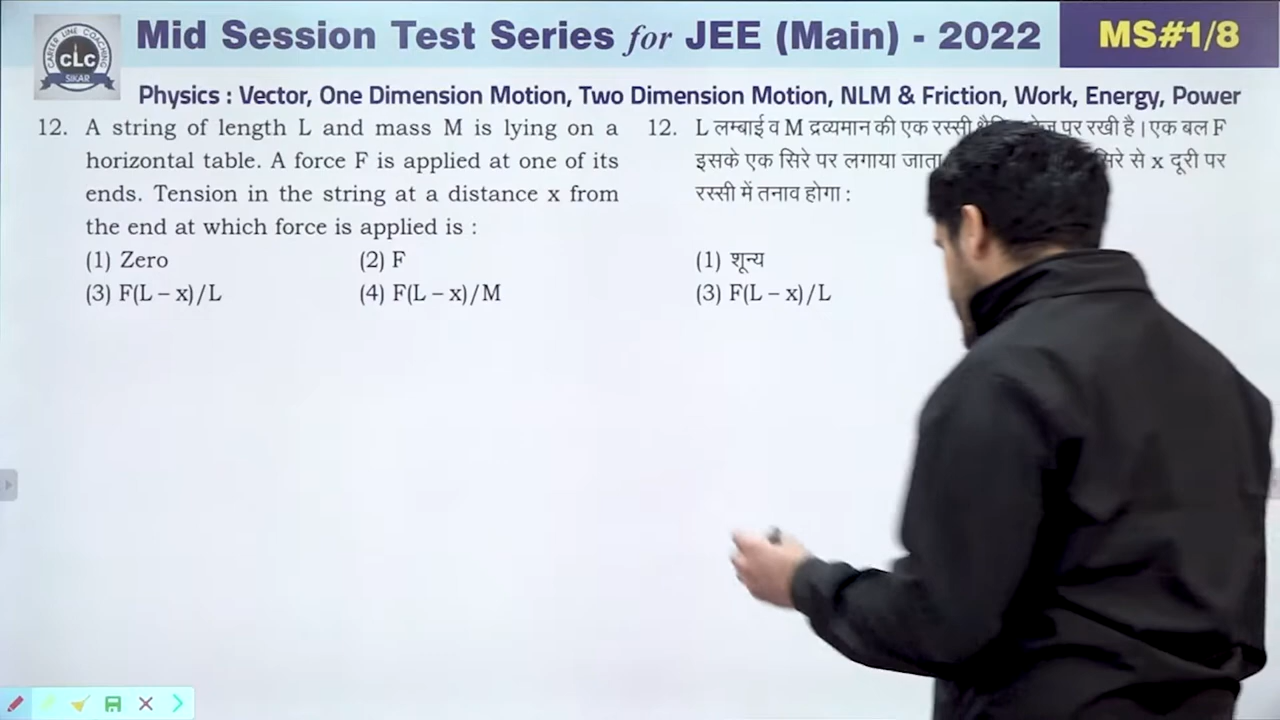 CAREER LINE COACHING
CLC
SIKAR
Mid Session Test Series for JEE (Main) - 2022
MS#1/8
Physics : Vector, One Dimension Motion, Two Dimension Motion, NLM & Friction, Work, Energy, Power
12. A string of length L and mass M is lying on a
horizontal table. A force F is applied at one of its
ends. Tension in the string at a distance x from
the end at which force is applied is :
(1) Zero (2) F
(3) F(L – x)/L (4) F(L – x)/M
12. L लम्बाई व M द्रव्यमान की एक रस्सी पर रखी है। एक बल F
इसके एक सिरे पर लगाया जाता से x दूरी पर
रस्सी में तनाव होगा :
(1) शून्य
(3) F(L – x)/L